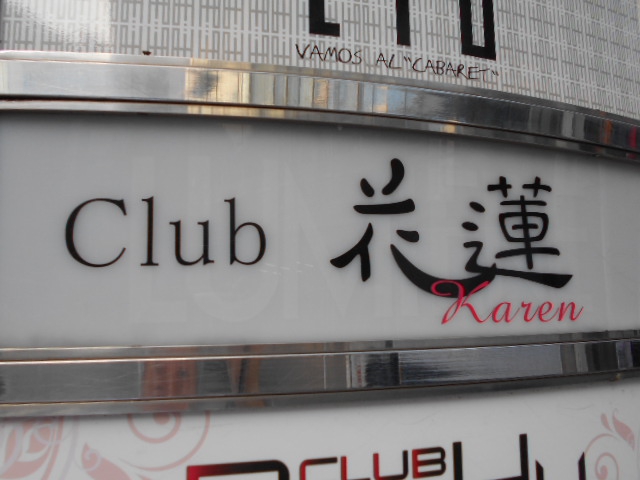 VAMOS AL "CABARET"
Club 花蓮
Karen
CLUB